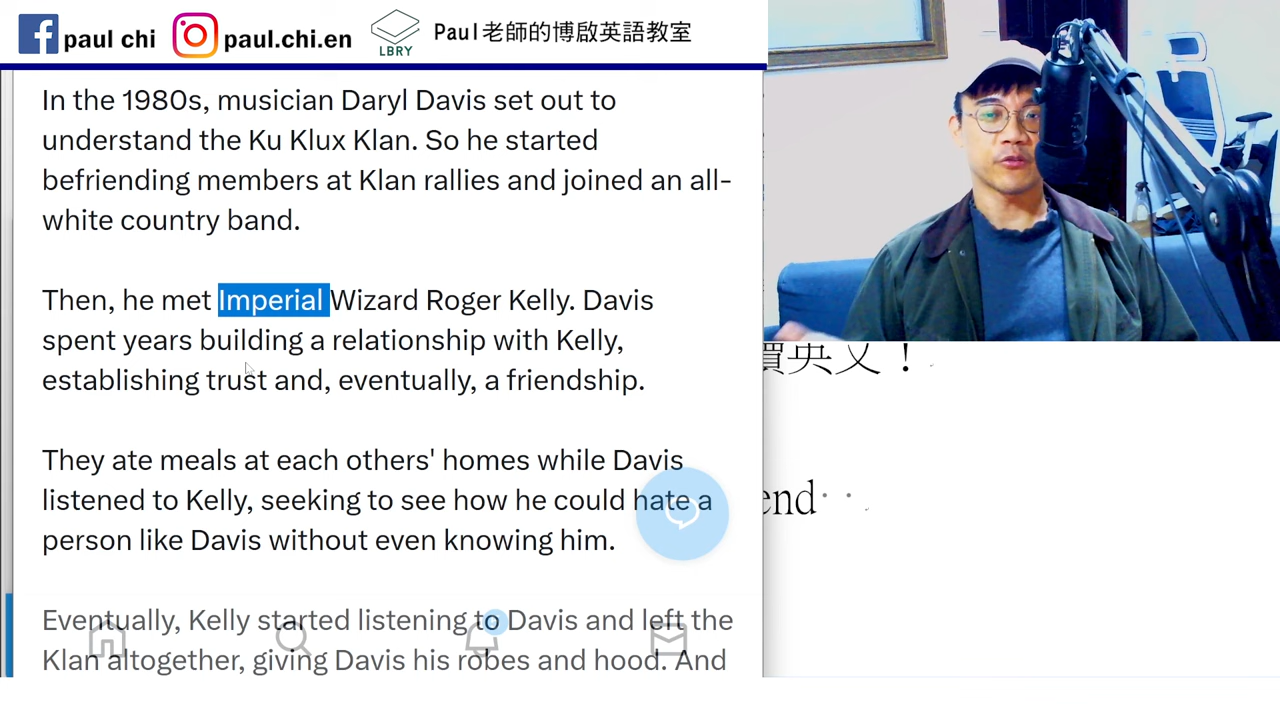 paul chi
paul.chi.en
LBRY
Paul老師的博啟英語教室
In the 1980s, musician Daryl Davis set out to
understand the Ku Klux Klan. So he started
befriending members at Klan rallies and joined an all-
white country band.
Then, he met Imperial Wizard Roger Kelly. Davis
spent years building a relationship with Kelly,
establishing trust and, eventually, a friendship.
They ate meals at each others' homes while Davis
listened to Kelly, seeking to see how he could hate a
person like Davis without even knowing him.
Eventually, Kelly started listening to Davis and left the
Klan altogether, giving Davis his robes and hood. And
英文！
end